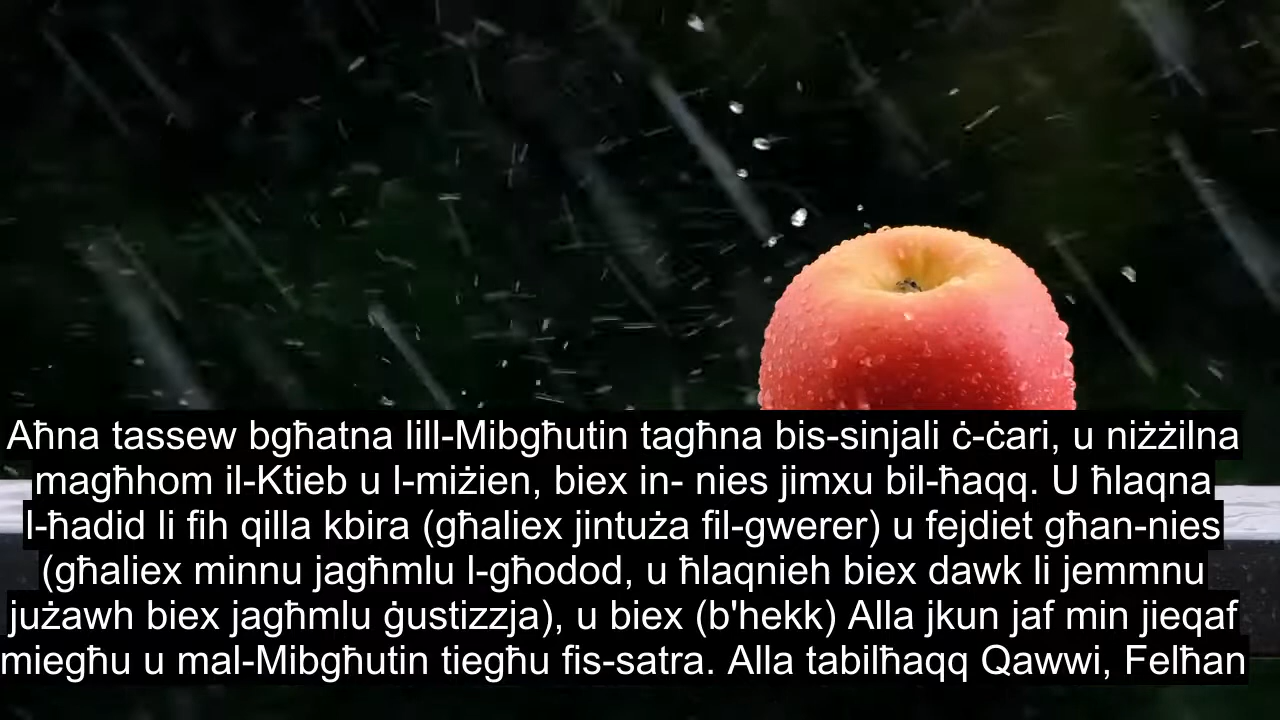 Aħna tassew bgħatna lill-Mibgħutin tagħna bis-sinjali ċ-ċari, u niżżilna
magħhom il-Ktieb u l-miżien, biex in- nies jimxu bil-ħaqq. U ħlaqna
l-ħadid li fih qilla kbira (għaliex jintuża fil-gwerer) u fejdiet għan-nies
(għaliex minnu jagħmlu l-għodod, u ħlaqnieh biex dawk li jemmnu
jużawh biex jagħmlu ġustizzja), u biex (b'hekk) Alla jkun jaf min jieqaf
miegħu u mal-Mibgħutin tiegħu fis-satra. Alla tabilħaqq Qawwi, Felħan